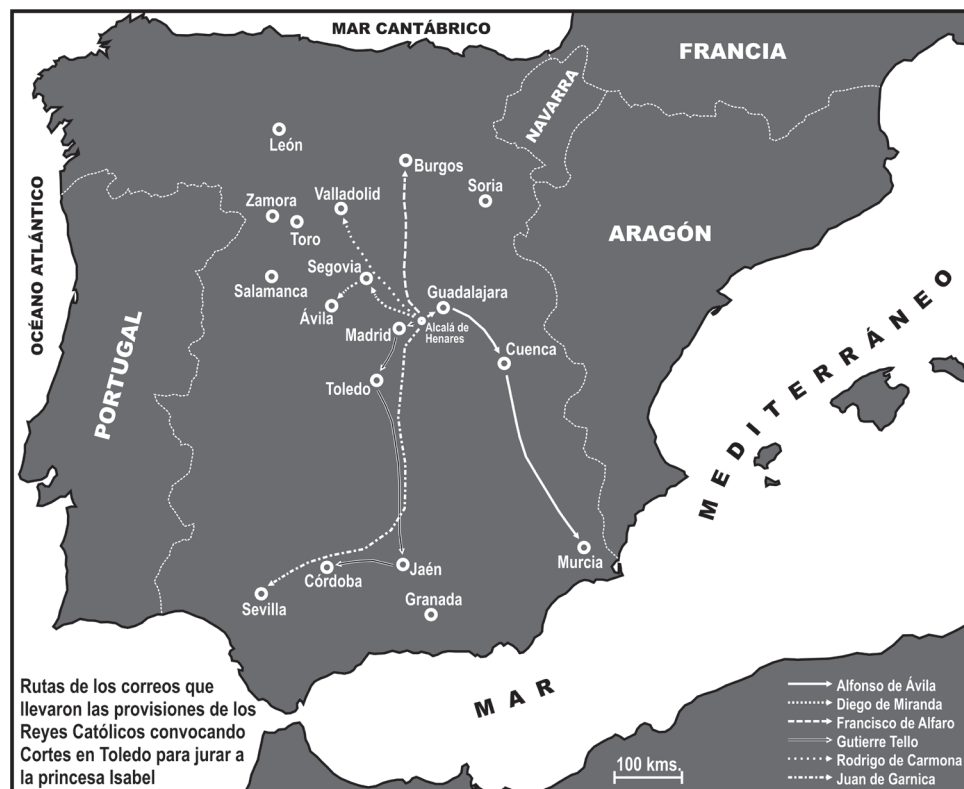 MAR CANTÁBRICO
FRANCIA
NAVARRA
León
Burgos
Soria
Zamora
Valladolid
Toro
ARAGÓN
OCÉANO ATLÁNTICO
Segovia
Salamanca
Guadalajara
Ávila
Madrid
Alcalá de
Henares
Cuenca
PORTUGAL
Toledo
MEDITERRÁNEO
Murcia
Jaén
Córdoba
Sevilla
Granada
MAR
Rutas de los correos que
llevaron las provisiones de los
Reyes Católicos convocando
Cortes en Toledo para jurar a
la princesa Isabel
100 kms.
Alfonso de Ávila
Diego de Miranda
Francisco de Alfaro
Gutierre Tello
Rodrigo de Carmona
Juan de Garnica